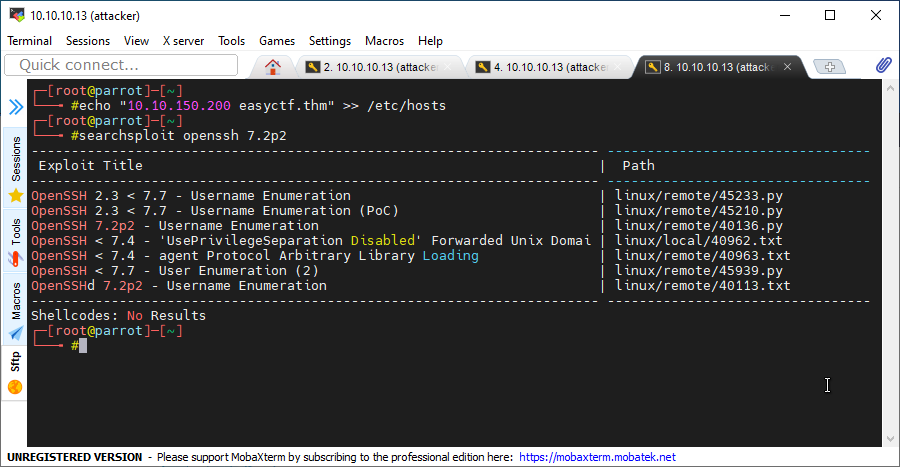 10.10.10.13 (attacker)
Terminal Sessions View X server Tools Games Settings Macros Help
Quick connect... 2. 10.10.10.13 (attacker 4. 10.10.10.13 (attacker 8. 10.10.10.13 (attacke
Sessions
Tools
Macros
Sftp
┌─[root@parrot]─[~]
└──╼ #echo "10.10.150.200 easyctf.thm" >> /etc/hosts
┌─[root@parrot]─[~]
└──╼ #searchsploit openssh 7.2p2
---------------------------------------------------------------------- ---------------------------------
Exploit Title | Path
---------------------------------------------------------------------- ---------------------------------
OpenSSH 2.3 < 7.7 - Username Enumeration | linux/remote/45233.py
OpenSSH 2.3 < 7.7 - Username Enumeration (PoC) | linux/remote/45210.py
OpenSSH 7.2p2 - Username Enumeration | linux/remote/40136.py
OpenSSH < 7.4 - 'UsePrivilegeSeparation Disabled' Forwarded Unix Domai | linux/local/40962.txt
OpenSSH < 7.4 - agent Protocol Arbitrary Library Loading | linux/remote/40963.txt
OpenSSH < 7.7 - User Enumeration (2) | linux/remote/45939.py
OpenSSHd 7.2p2 - Username Enumeration | linux/remote/40113.txt
---------------------------------------------------------------------- ---------------------------------
Shellcodes: No Results
┌─[root@parrot]─[~]
└──╼ #
UNREGISTERED VERSION - Please support MobaXterm by subscribing to the professional edition here: https://mobaxterm.mobatek.net